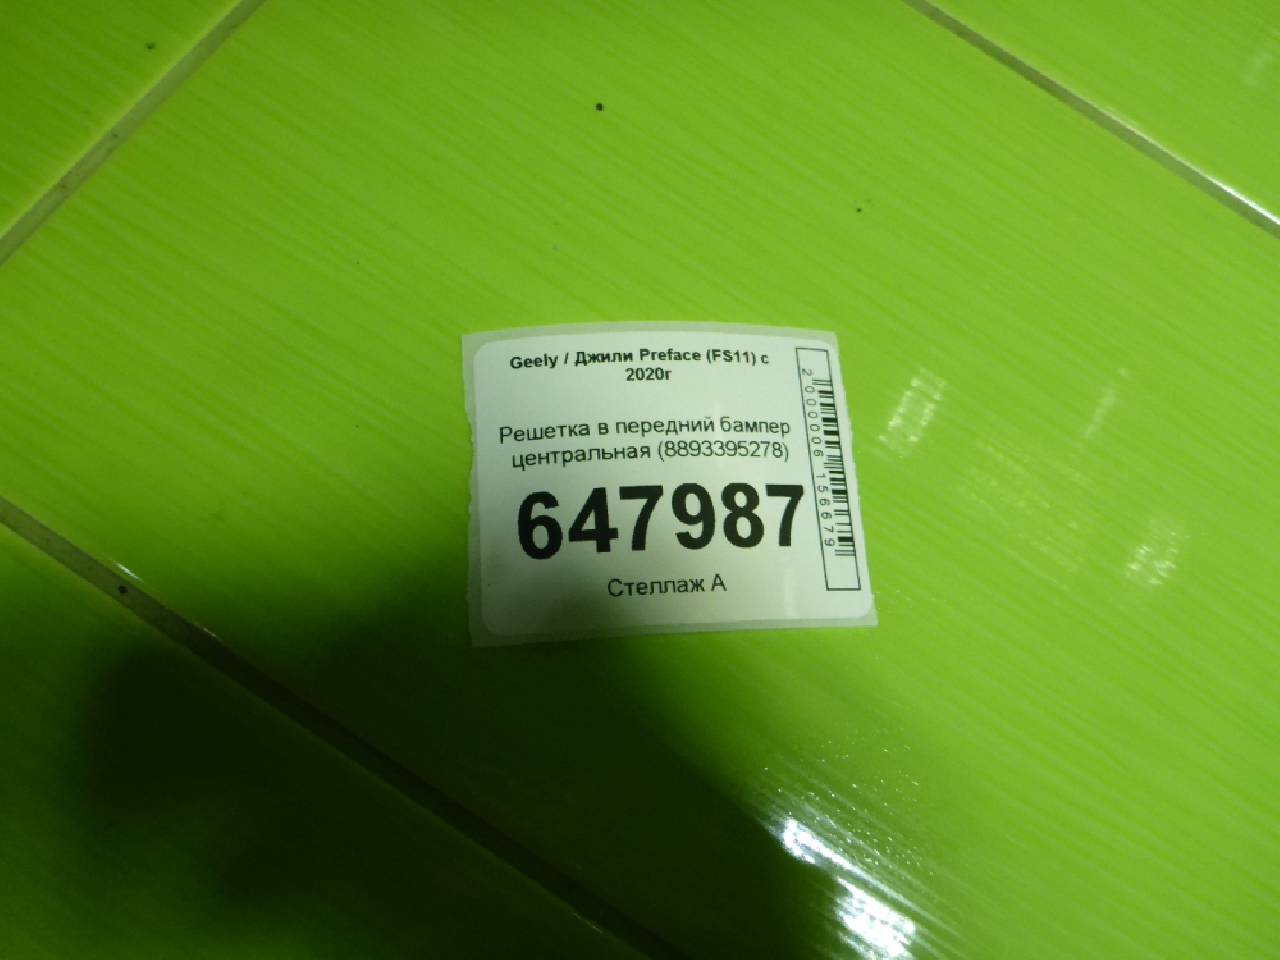 Geely / Джили Preface (FS11) с
2020г
Решетка в передний бампер
центральная (8893395278)
647987
Стеллаж А
2000006156679